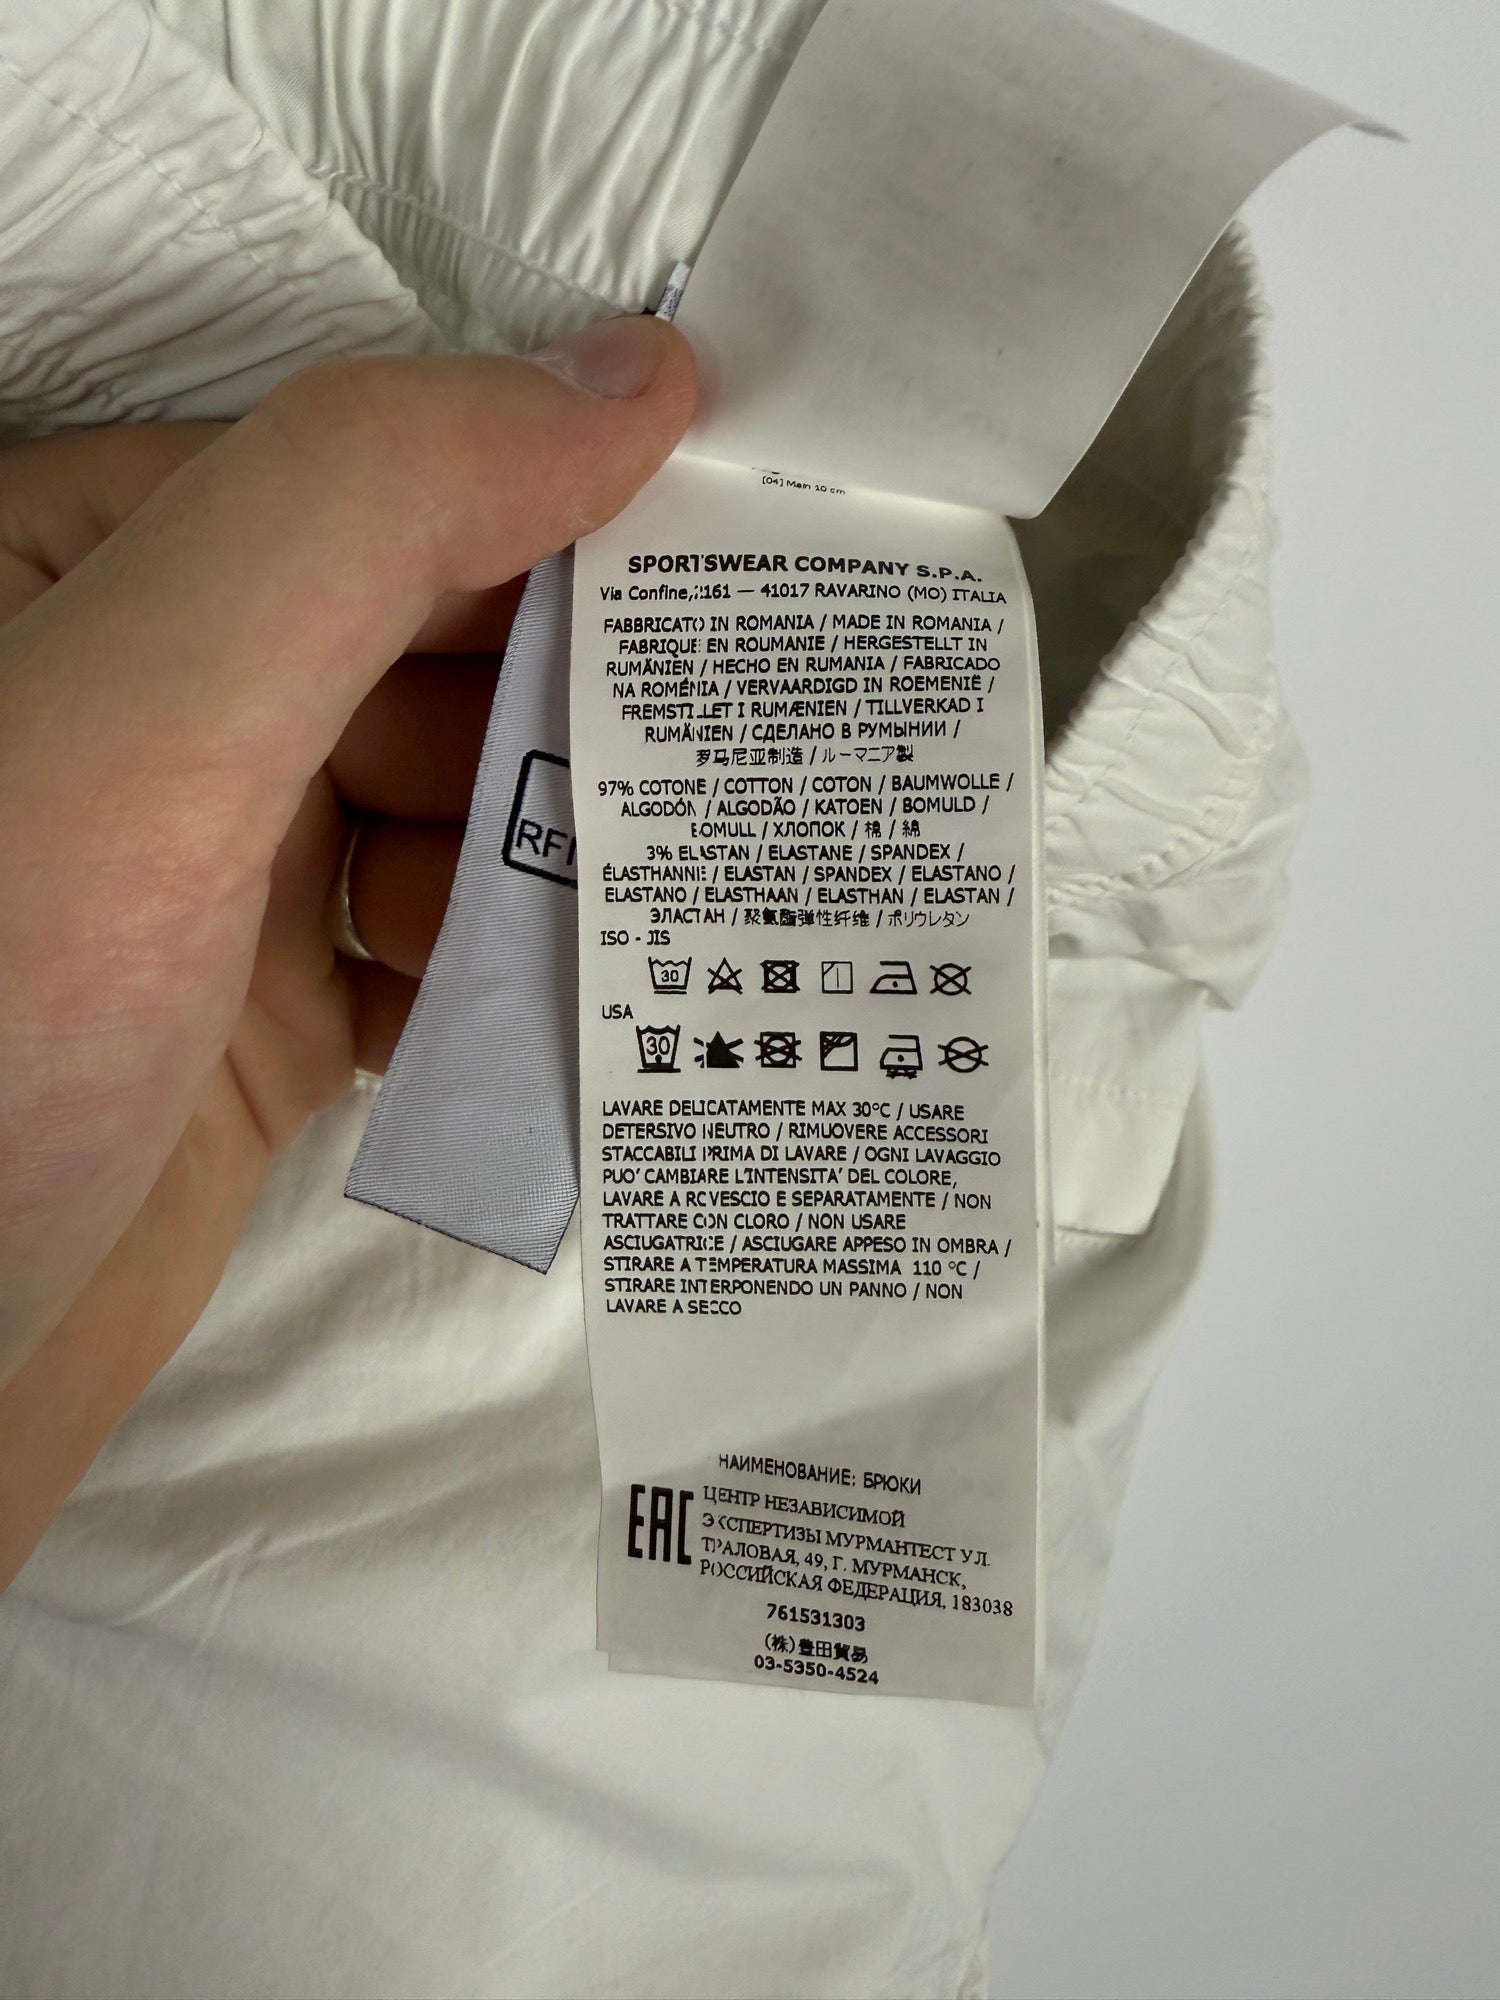 [04] Main 10 cm
SPORTSWEAR COMPANY S.P.A.
Via Confine,2161 — 41017 RAVARINO (MO) ITALIA
FABBRICATO IN ROMANIA / MADE IN ROMANIA /
FABRIQUE EN ROUMANIE / HERGESTELLT IN
RUMÄNIEN / HECHO EN RUMANIA / FABRICADO
NA ROMÉNIA / VERVAARDIGD IN ROEMENIË /
FREMSTILLET I RUMÆNIEN / TILLVERKAD I
RUMÄNIEN / СДЕЛАНО В РУМЫНИИ /
罗马尼亚制造 / ルーマニア製
97% COTONE / COTTON / COTON / BAUMWOLLE /
ALGODÓN / ALGODÃO / KATOEN / BOMULD /
BOMULL / ХЛОПОК / 棉 / 綿
3% ELASTAN / ELASTANE / SPANDEX /
ÉLASTHANNE / ELASTAN / SPANDEX / ELASTANO /
ELASTANO / ELASTHAAN / ELASTHAN / ELASTAN /
ЭЛАСТАН / 聚氨酯弹性纤维 / ポリウレタン
RFI
ISO - JIS
30
USA
30
LAVARE DELICATAMENTE MAX 30°C / USARE
DETERSIVO NEUTRO / RIMUOVERE ACCESSORI
STACCABILI PRIMA DI LAVARE / OGNI LAVAGGIO
PUO' CAMBIARE L'INTENSITA' DEL COLORE,
LAVARE A ROVESCIO E SEPARATAMENTE / NON
TRATTARE CON CLORO / NON USARE
ASCIUGATRICE / ASCIUGARE APPESO IN OMBRA /
STIRARE A TEMPERATURA MASSIMA 110 °C /
STIRARE INTERPONENDO UN PANNO / NON
LAVARE A SECCO
НАИМЕНОВАНИЕ: БРЮКИ
EAC
ЦЕНТР НЕЗАВИСИМОЙ
ЭКСПЕРТИЗЫ МУРМАНТЕСТ УЛ.
ТРАЛОВАЯ, 49, Г. МУРМАНСК,
РОССИЙСКАЯ ФЕДЕРАЦИЯ, 183038
761531303
(株)豊田貿易
03-5350-4524